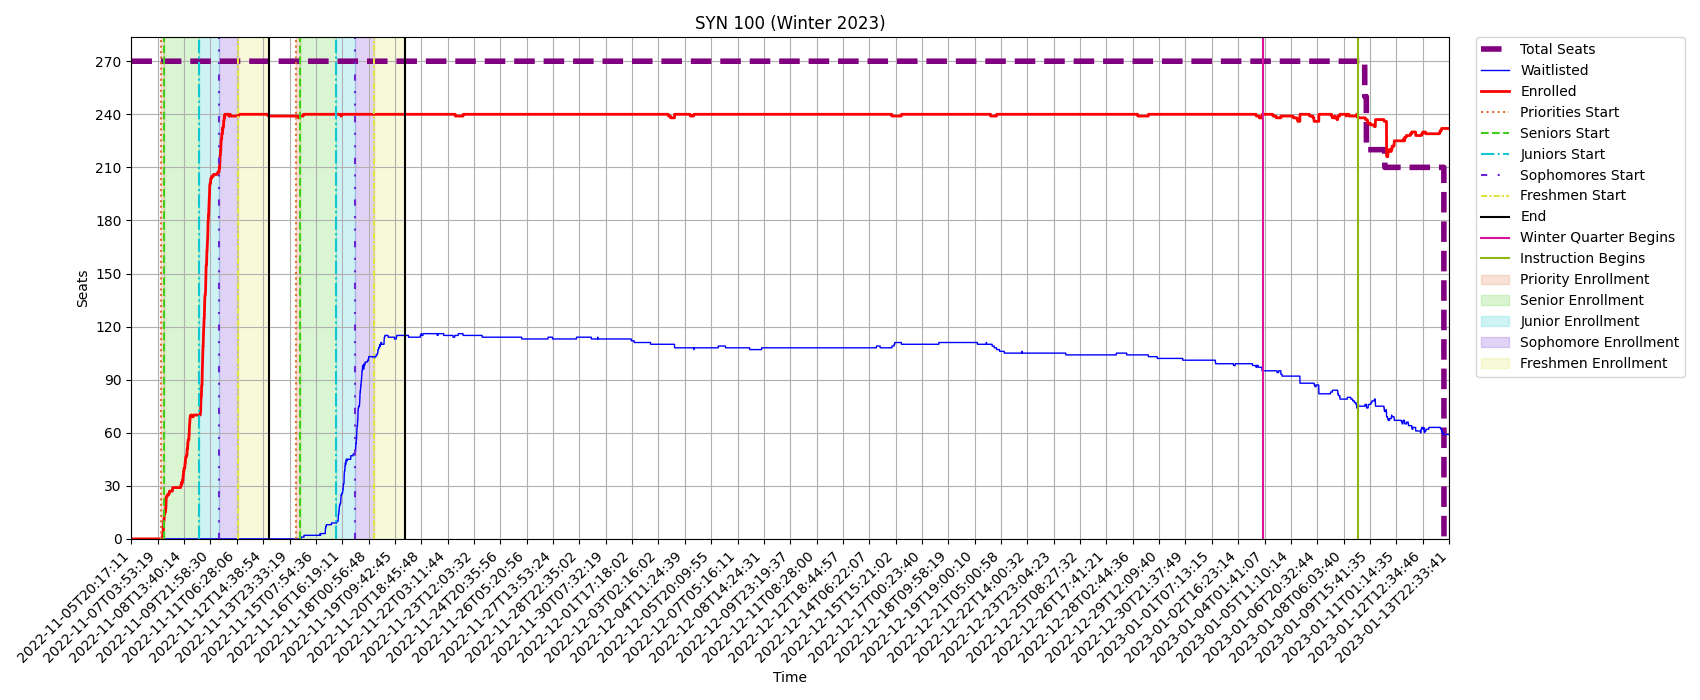 SYN 100 (Winter 2023)
Seats
270
240
210
180
150
120
90
60
30
0
2022-11-05T20:17:11
2022-11-07T03:53:19
2022-11-08T13:40:14
2022-11-09T21:58:30
2022-11-11T06:28:06
2022-11-12T14:38:54
2022-11-13T23:33:19
2022-11-15T07:54:36
2022-11-16T16:19:11
2022-11-18T00:56:48
2022-11-19T09:42:45
2022-11-20T18:45:48
2022-11-22T03:11:44
2022-11-23T12:03:32
2022-11-24T20:35:56
2022-11-26T05:20:56
2022-11-27T13:53:24
2022-11-28T22:35:02
2022-11-30T07:32:19
2022-12-01T17:18:02
2022-12-03T02:16:02
2022-12-04T11:24:39
2022-12-05T20:09:55
2022-12-07T05:16:11
2022-12-08T14:24:31
2022-12-09T23:19:37
2022-12-11T08:28:00
2022-12-12T18:44:57
2022-12-14T06:22:07
2022-12-15T15:21:02
2022-12-17T00:23:40
2022-12-18T09:58:19
2022-12-19T19:00:10
2022-12-21T05:00:58
2022-12-22T14:00:32
2022-12-23T23:04:23
2022-12-25T08:27:32
2022-12-26T17:41:21
2022-12-28T02:44:36
2022-12-29T12:09:40
2022-12-30T21:37:49
2023-01-01T07:13:15
2023-01-02T16:23:14
2023-01-04T01:41:07
2023-01-05T11:10:14
2023-01-06T20:32:44
2023-01-08T06:03:40
2023-01-09T15:41:35
2023-01-11T01:14:35
2023-01-12T12:34:46
2023-01-13T22:33:41
Time
Total Seats
Waitlisted
Enrolled
Priorities Start
Seniors Start
Juniors Start
Sophomores Start
Freshmen Start
End
Winter Quarter Begins
Instruction Begins
Priority Enrollment
Senior Enrollment
Junior Enrollment
Sophomore Enrollment
Freshmen Enrollment